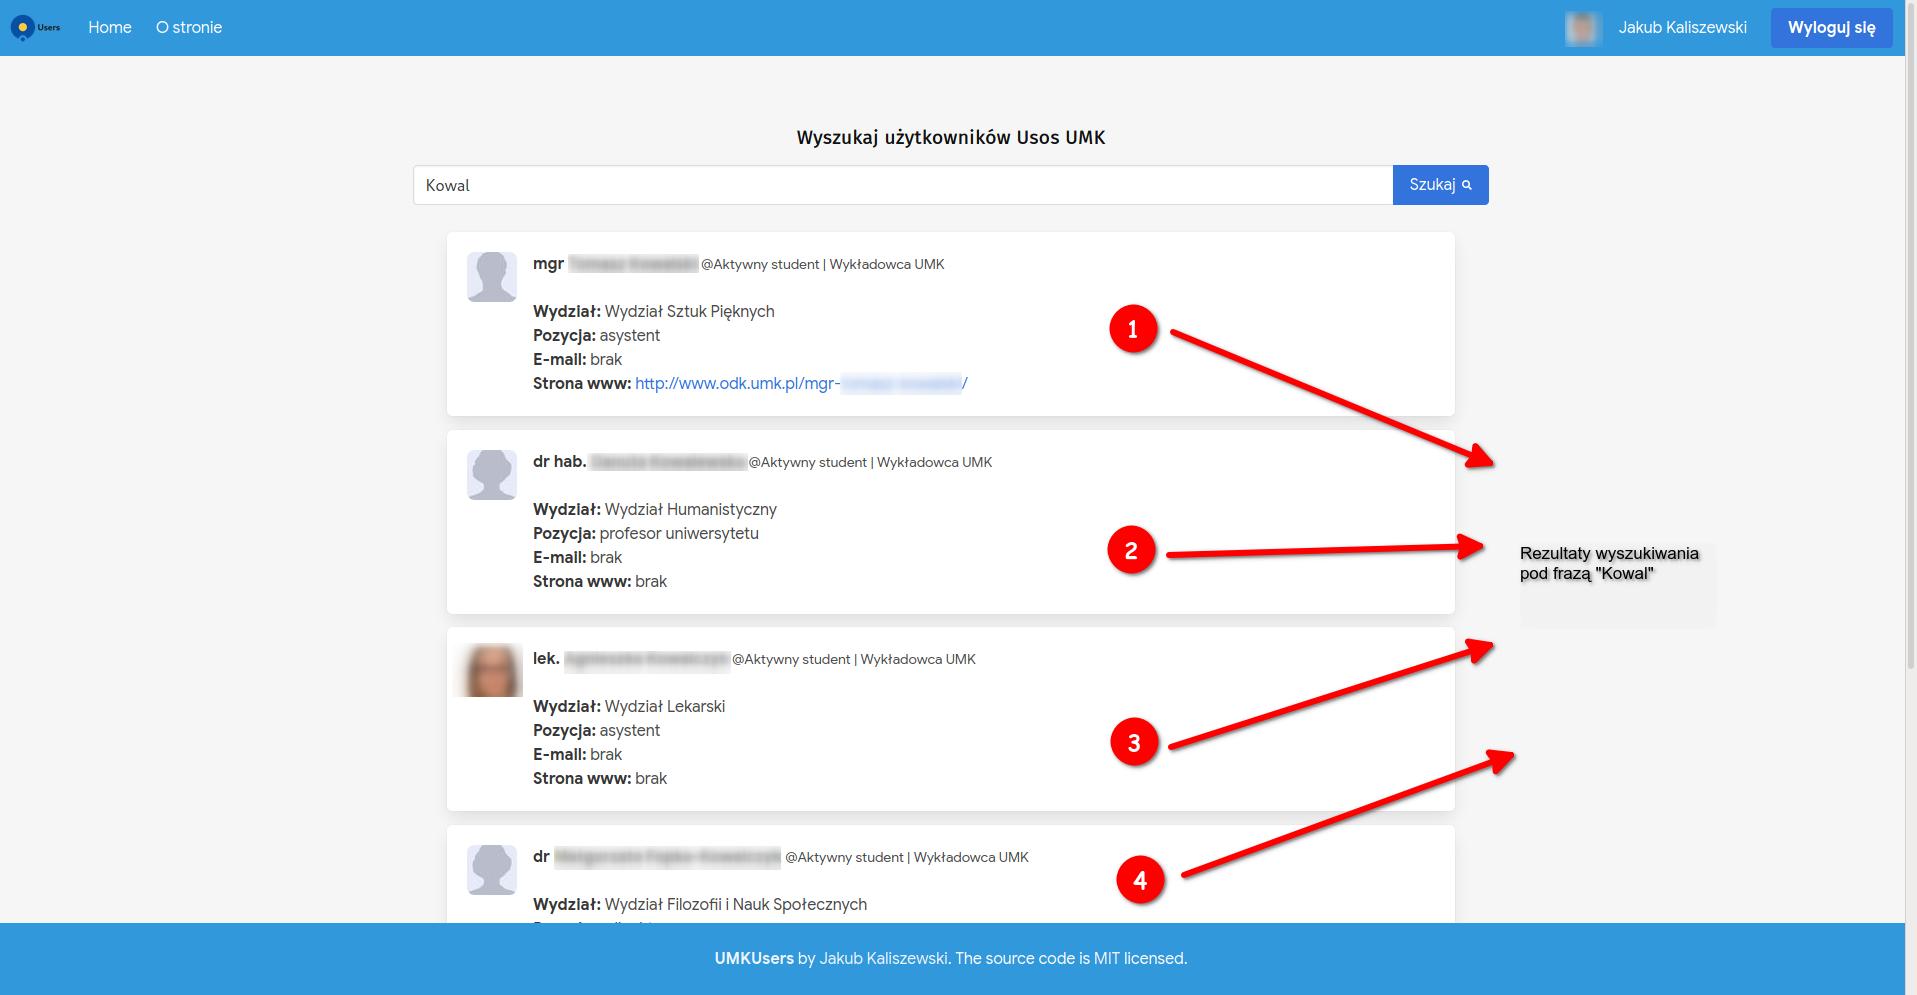 Users Home O stronie Jakub Kaliszewski Wyloguj się
Wyszukaj użytkowników Usos UMK
Kowal Szukaj
mgr @Aktywny student | Wykładowca UMK
Wydział: Wydział Sztuk Pięknych
Pozycja: asystent
E-mail: brak
Strona www: http://www.odk.umk.pl/mgr- /
1
dr hab. @Aktywny student | Wykładowca UMK
Wydział: Wydział Humanistyczny
Pozycja: profesor uniwersytetu
E-mail: brak
Strona www: brak
2
Rezultaty wyszukiwania
pod frazą "Kowal"
lek. @Aktywny student | Wykładowca UMK
Wydział: Wydział Lekarski
Pozycja: asystent
E-mail: brak
Strona www: brak
3
dr @Aktywny student | Wykładowca UMK
Wydział: Wydział Filozofii i Nauk Społecznych
4
UMKUsers by Jakub Kaliszewski. The source code is MIT licensed.